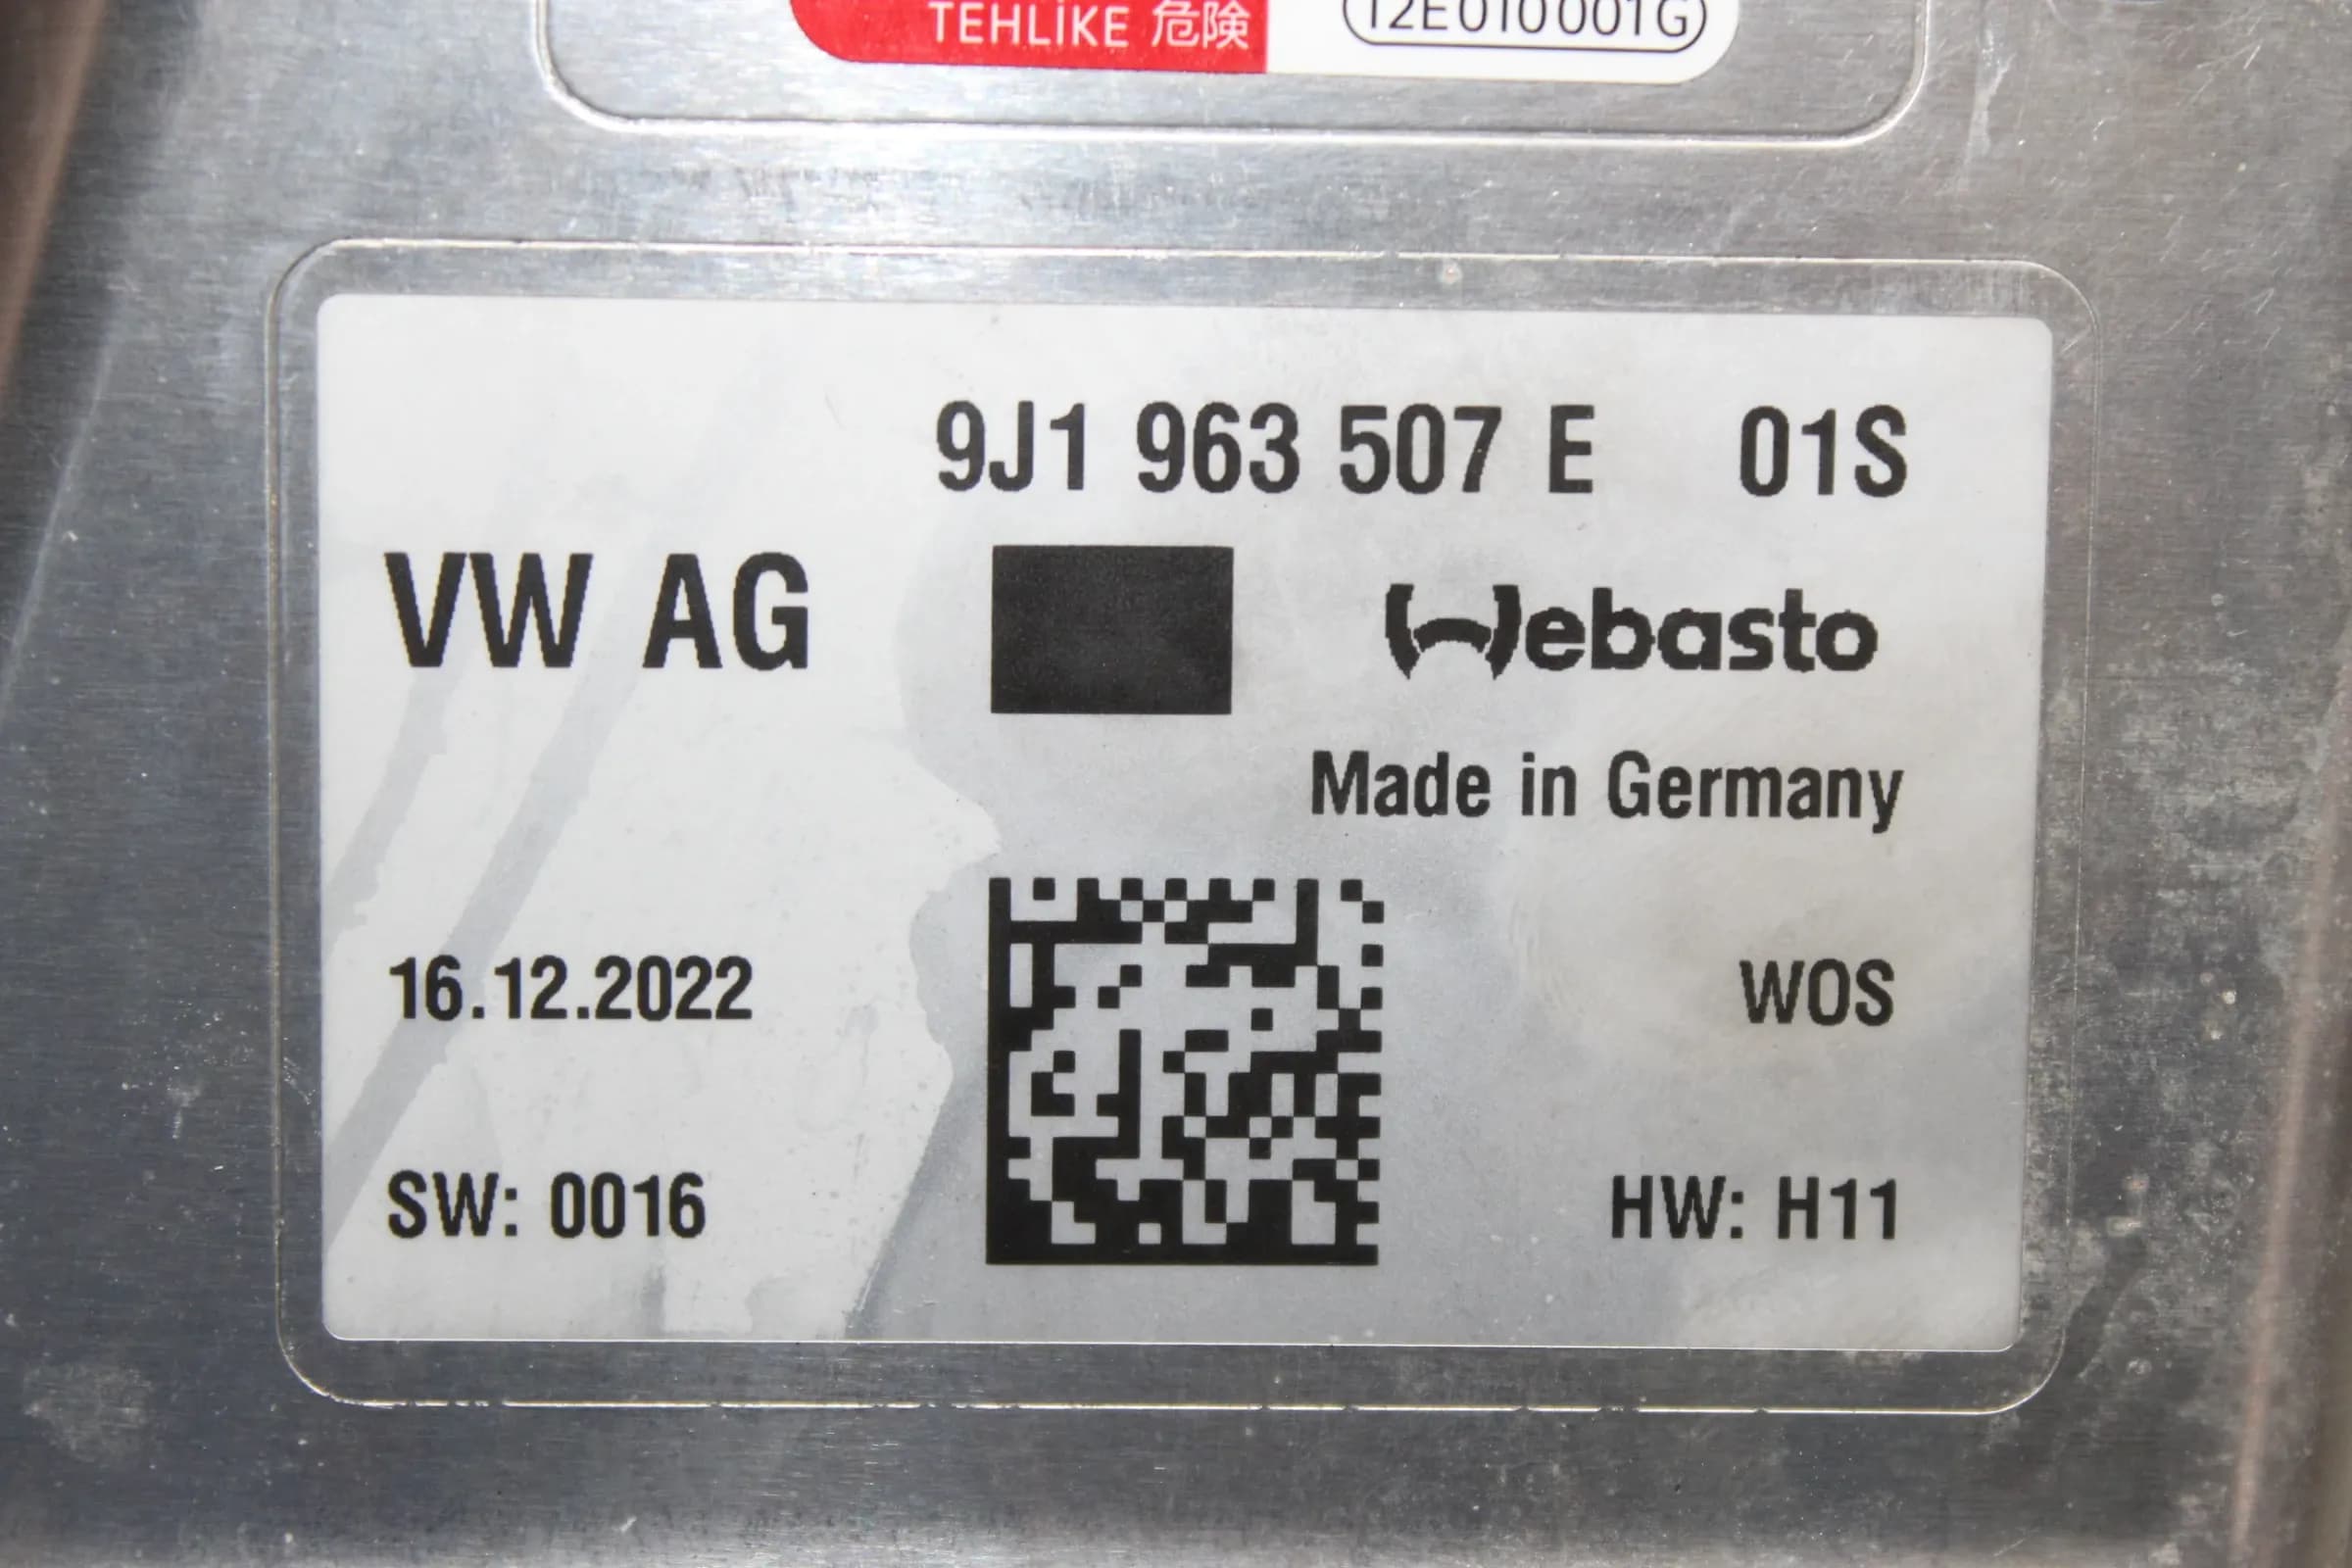 TEHLİKE 危険
12E010001G
9J1 963 507 E 01S
VW AG
Webasto
Made in Germany
16.12.2022
WOS
SW: 0016
HW: H11